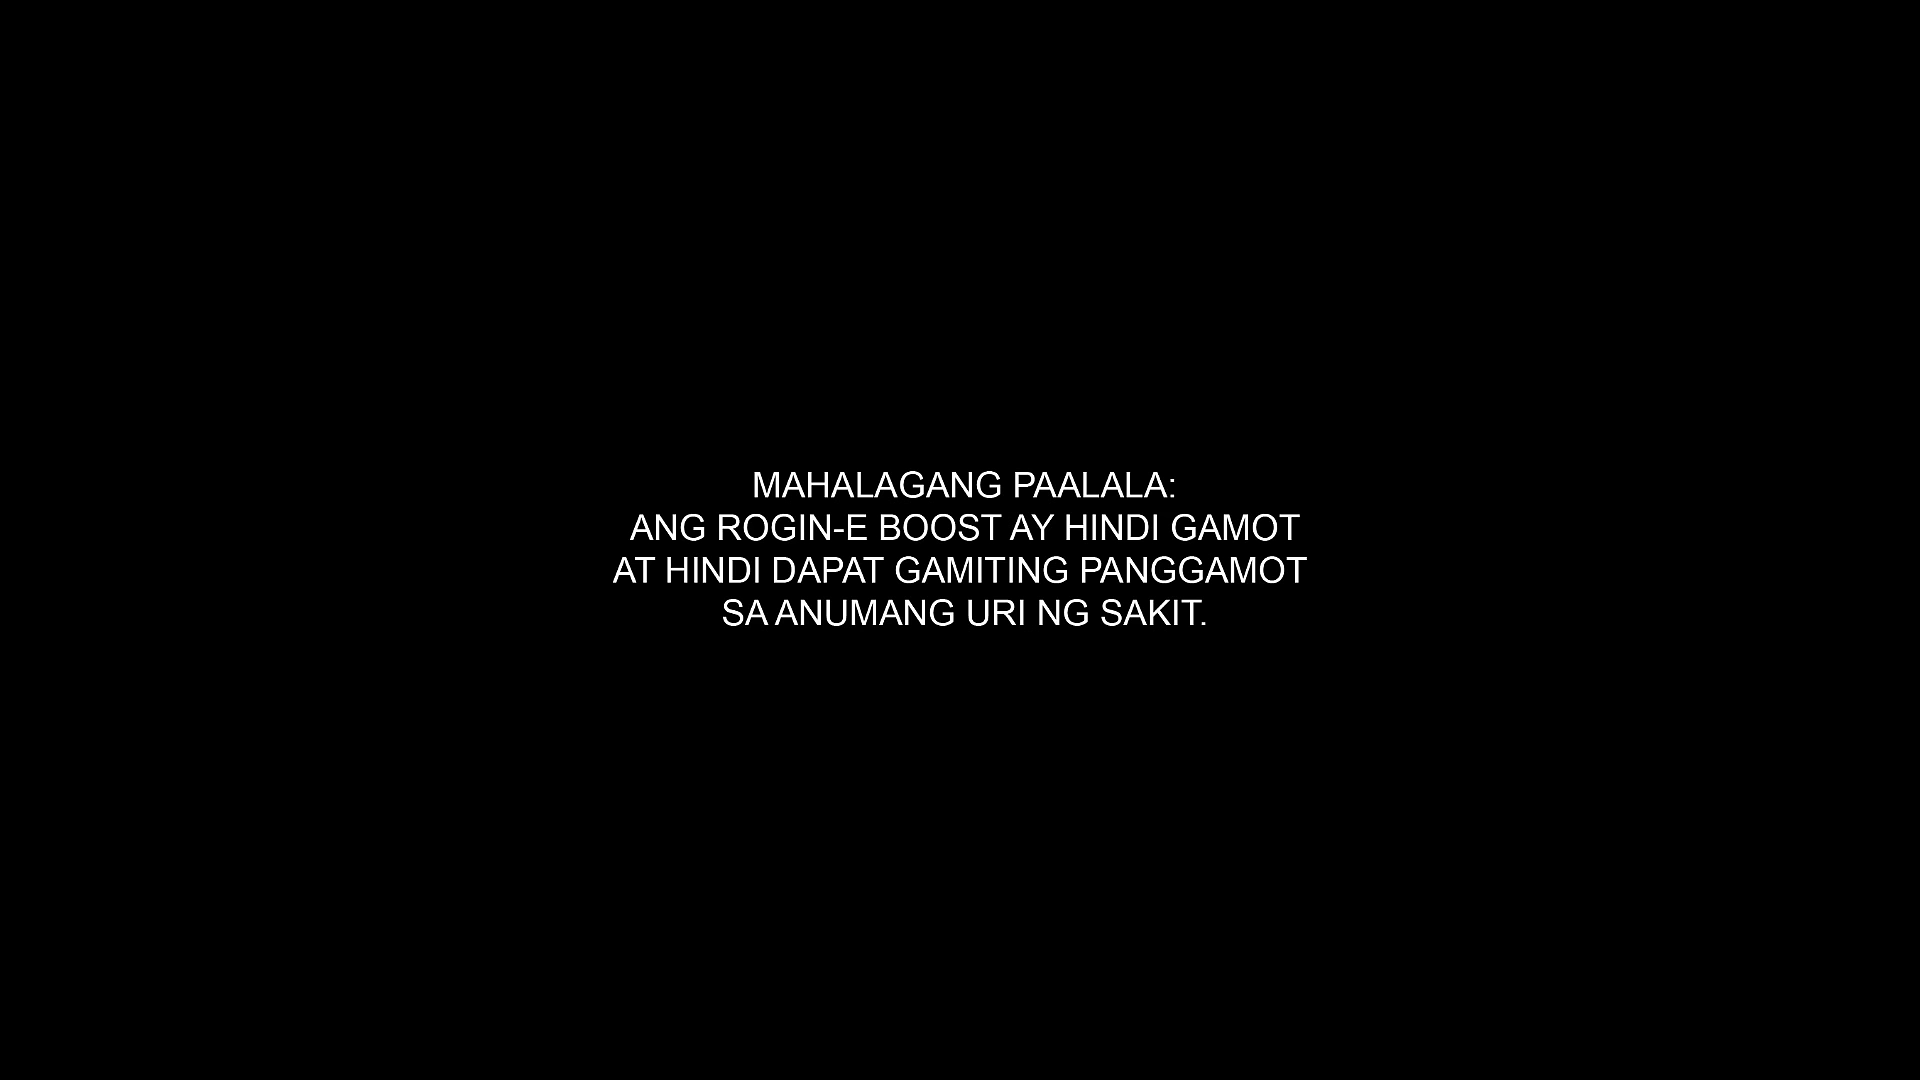 MAHALAGANG PAALALA:
ANG ROGIN-E BOOST AY HINDI GAMOT
AT HINDI DAPAT GAMITING PANGGAMOT
SA ANUMANG URI NG SAKIT.